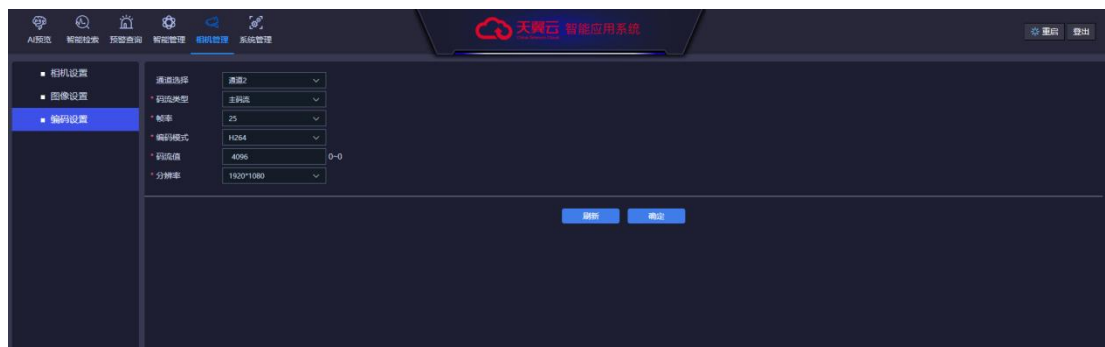 天翼云 智能应用系统
AI预览 智能检索 预警查询 智能管理 相机管理 系统管理
重启 登出
相机设置
图像设置
编码设置
通道选择 通道2
* 码流类型 主码流
* 帧率 25
* 编码模式 H264
* 码流值 4096 0~0
* 分辨率 1920*1080
刷新 确定